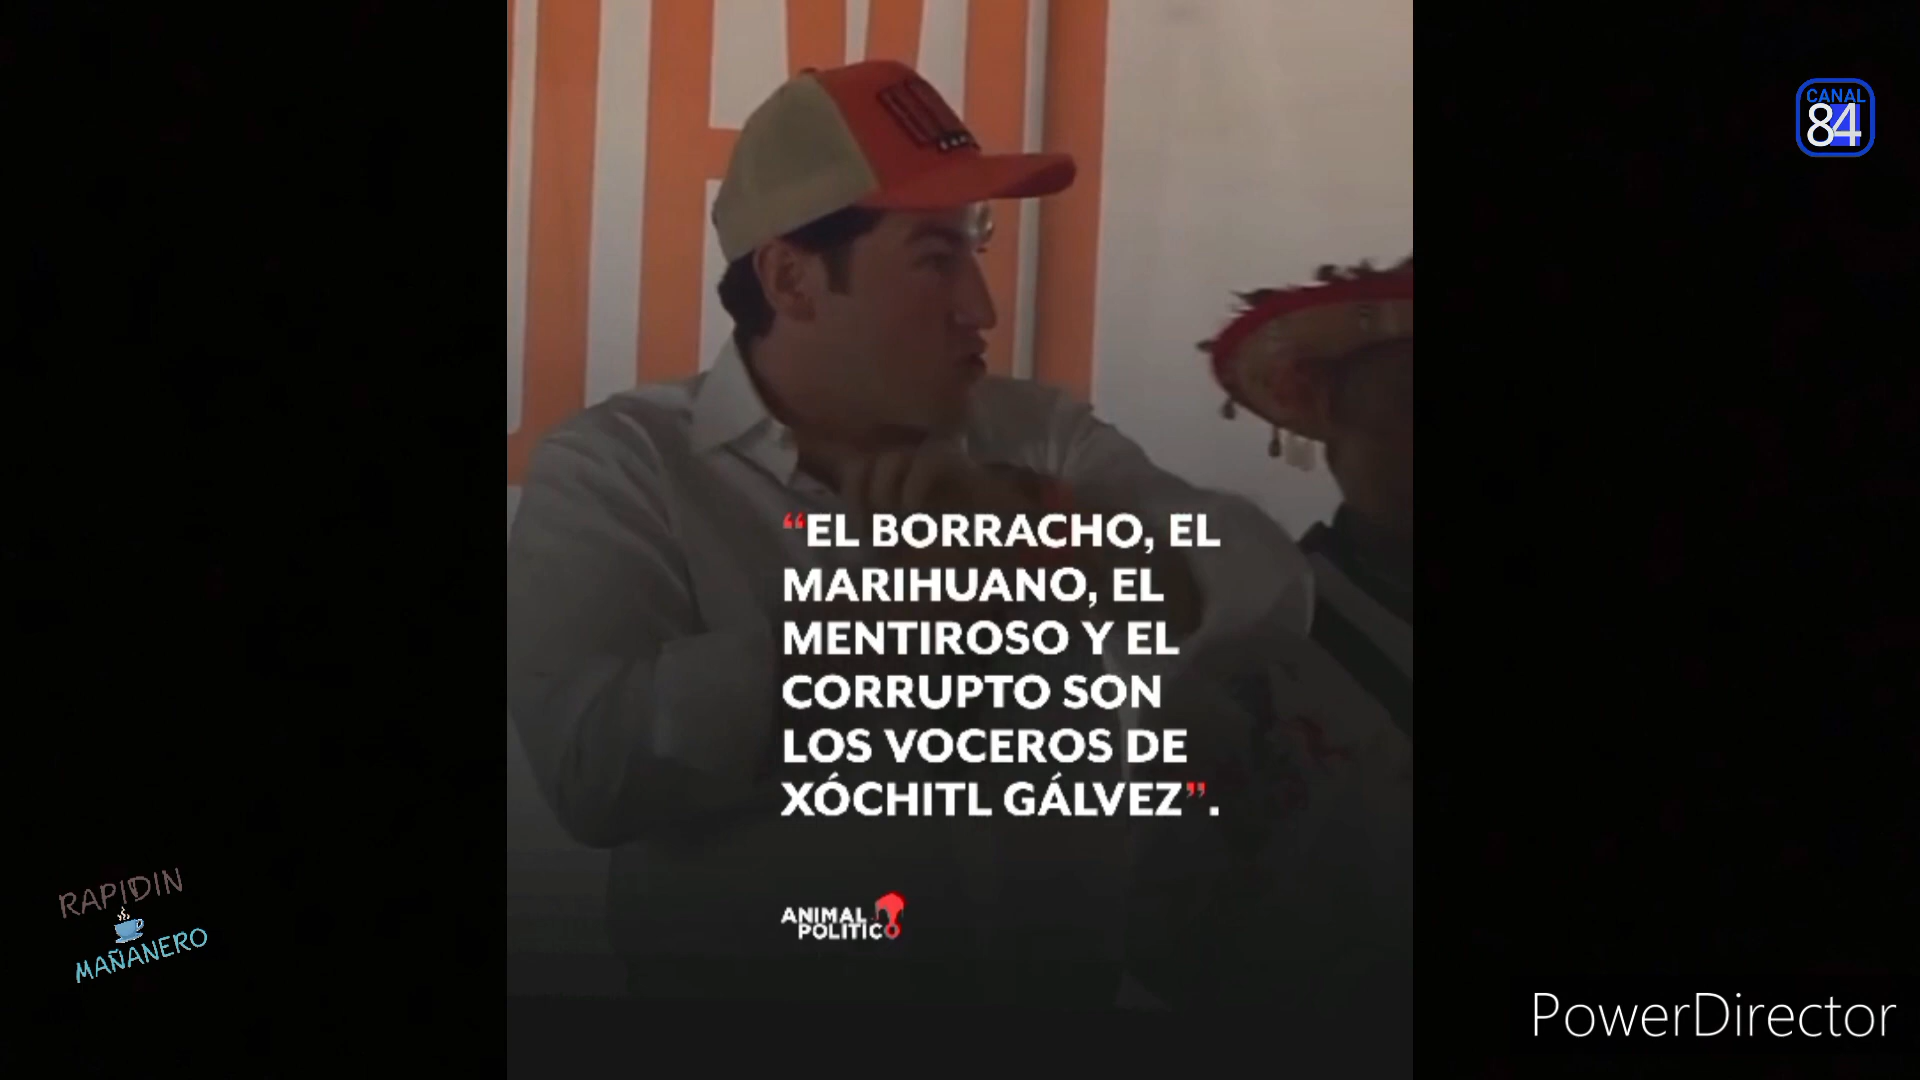 CANAL
84
“EL BORRACHO, EL
MARIHUANO, EL
MENTIROSO Y EL
CORRUPTO SON
LOS VOCEROS DE
XÓCHITL GÁLVEZ”.
ANIMAL
POLITICO
RAPIDIN
MAÑANERO
PowerDirector